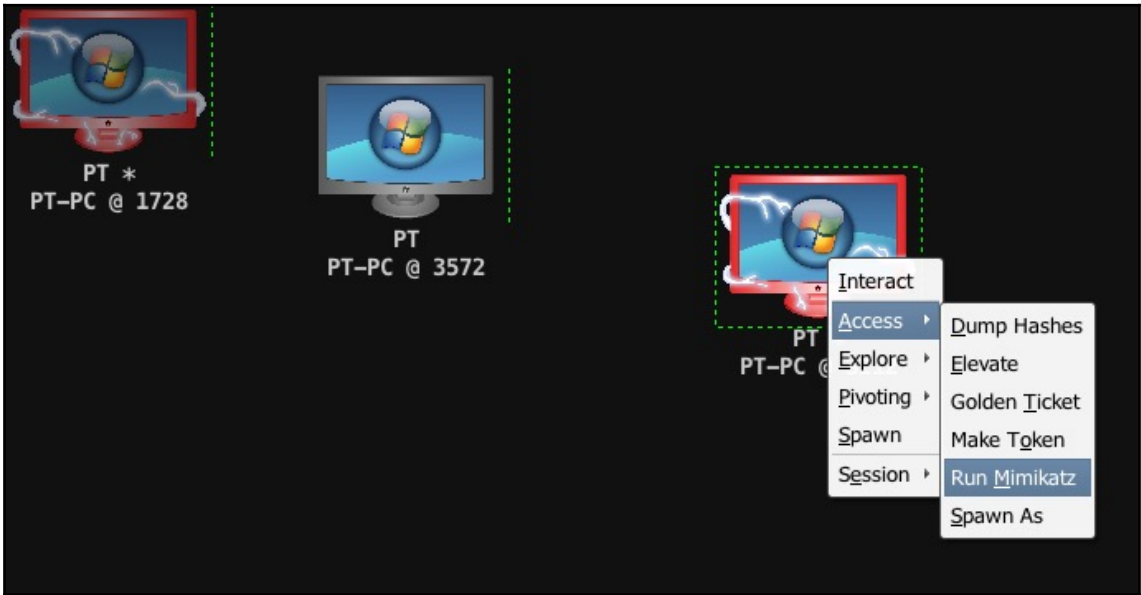 PT *
PT-PC @ 1728
PT
PT-PC @ 3572
PT
PT-PC @
Interact
Access
Explore
Pivoting
Spawn
Session
Dump Hashes
Elevate
Golden Ticket
Make Token
Run Mimikatz
Spawn As